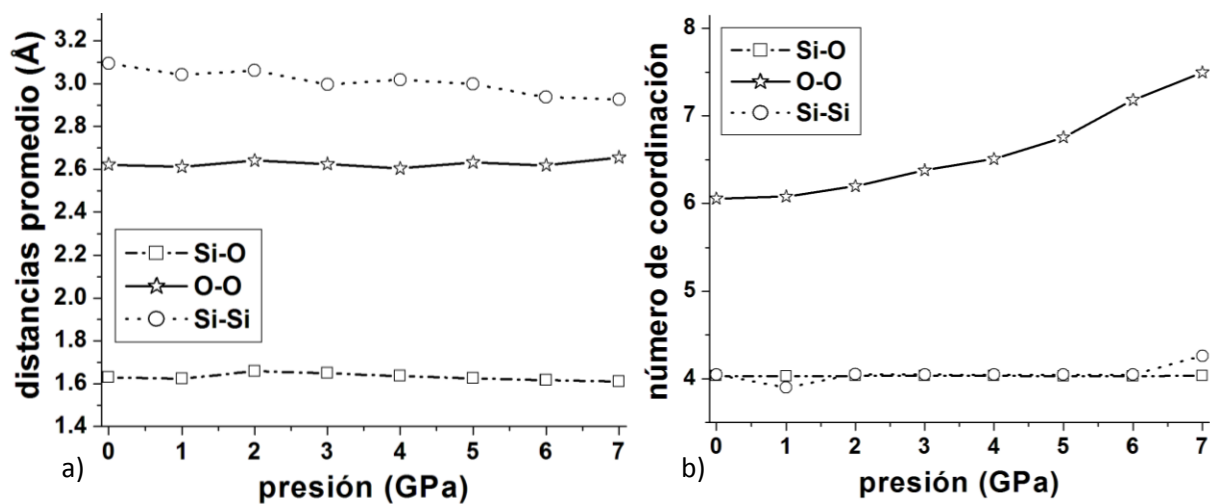 distancias promedio (Å)
3.2
3.0
2.8
2.6
2.4
2.2
2.0
1.8
1.6
1.4
Si-O
O-O
Si-Si
0 1 2 3 4 5 6 7
a)
presión (GPa)
número de coordinación
8
7
6
5
4
Si-O
O-O
Si-Si
0 1 2 3 4 5 6 7
b)
presión (GPa)